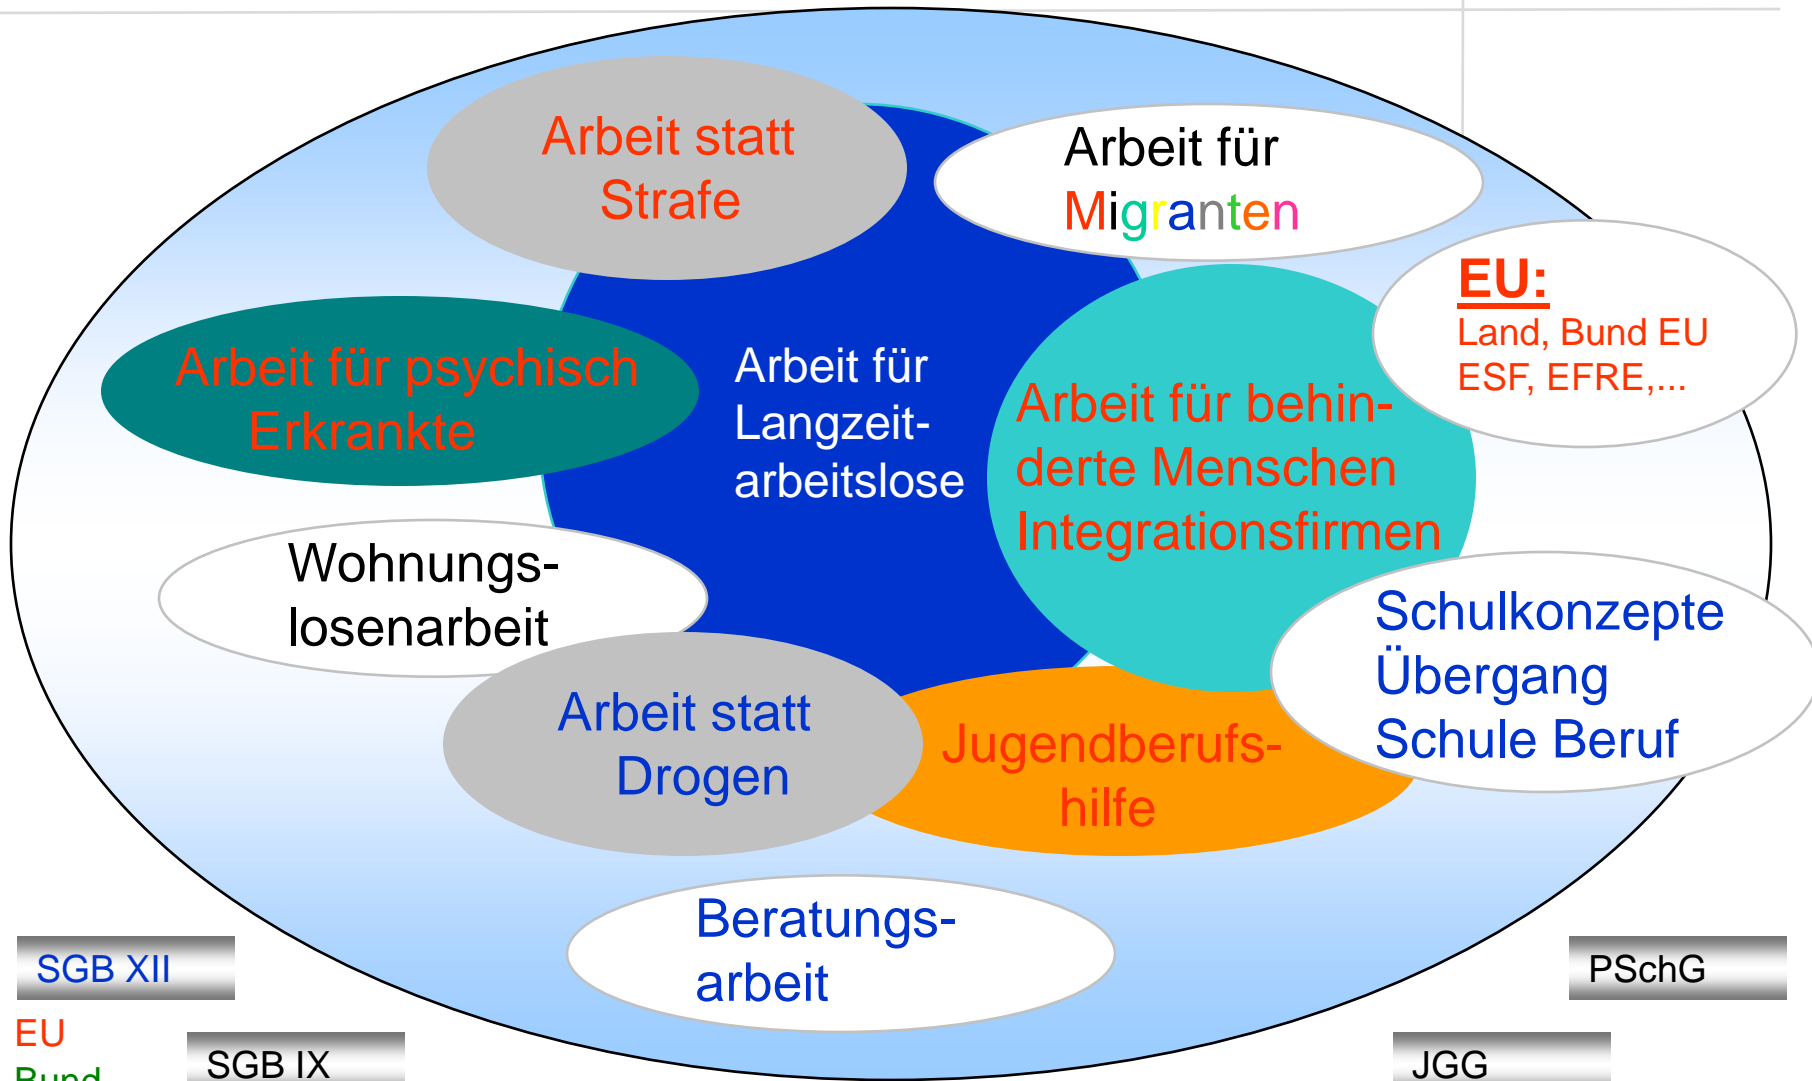 Arbeit statt
Strafe
Arbeit für
Migranten
EU:
Land, Bund EU
ESF, EFRE,...
Arbeit für psychisch
Erkrankte
Arbeit für
Langzeit-
arbeitslose
Arbeit für behin-
derte Menschen
Integrationsfirmen
Wohnungs-
losenarbeit
Schulkonzepte
Übergang
Schule Beruf
Arbeit statt
Drogen
Jugendberufs-
hilfe
Beratungs-
arbeit
SGB XII
PSchG
EU
SGB IX
JGG
Bund